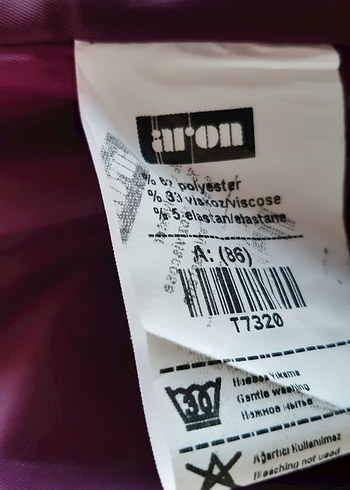 aron
% 62 polyester
% 33 viskoz/viscose
% 5 elastan/elastane
A: (86)
T7320
Hassas Yıkama
30
Gentle washing
Нежное мытье
Ağartıcı Kullanılmaz
Bleaching not used